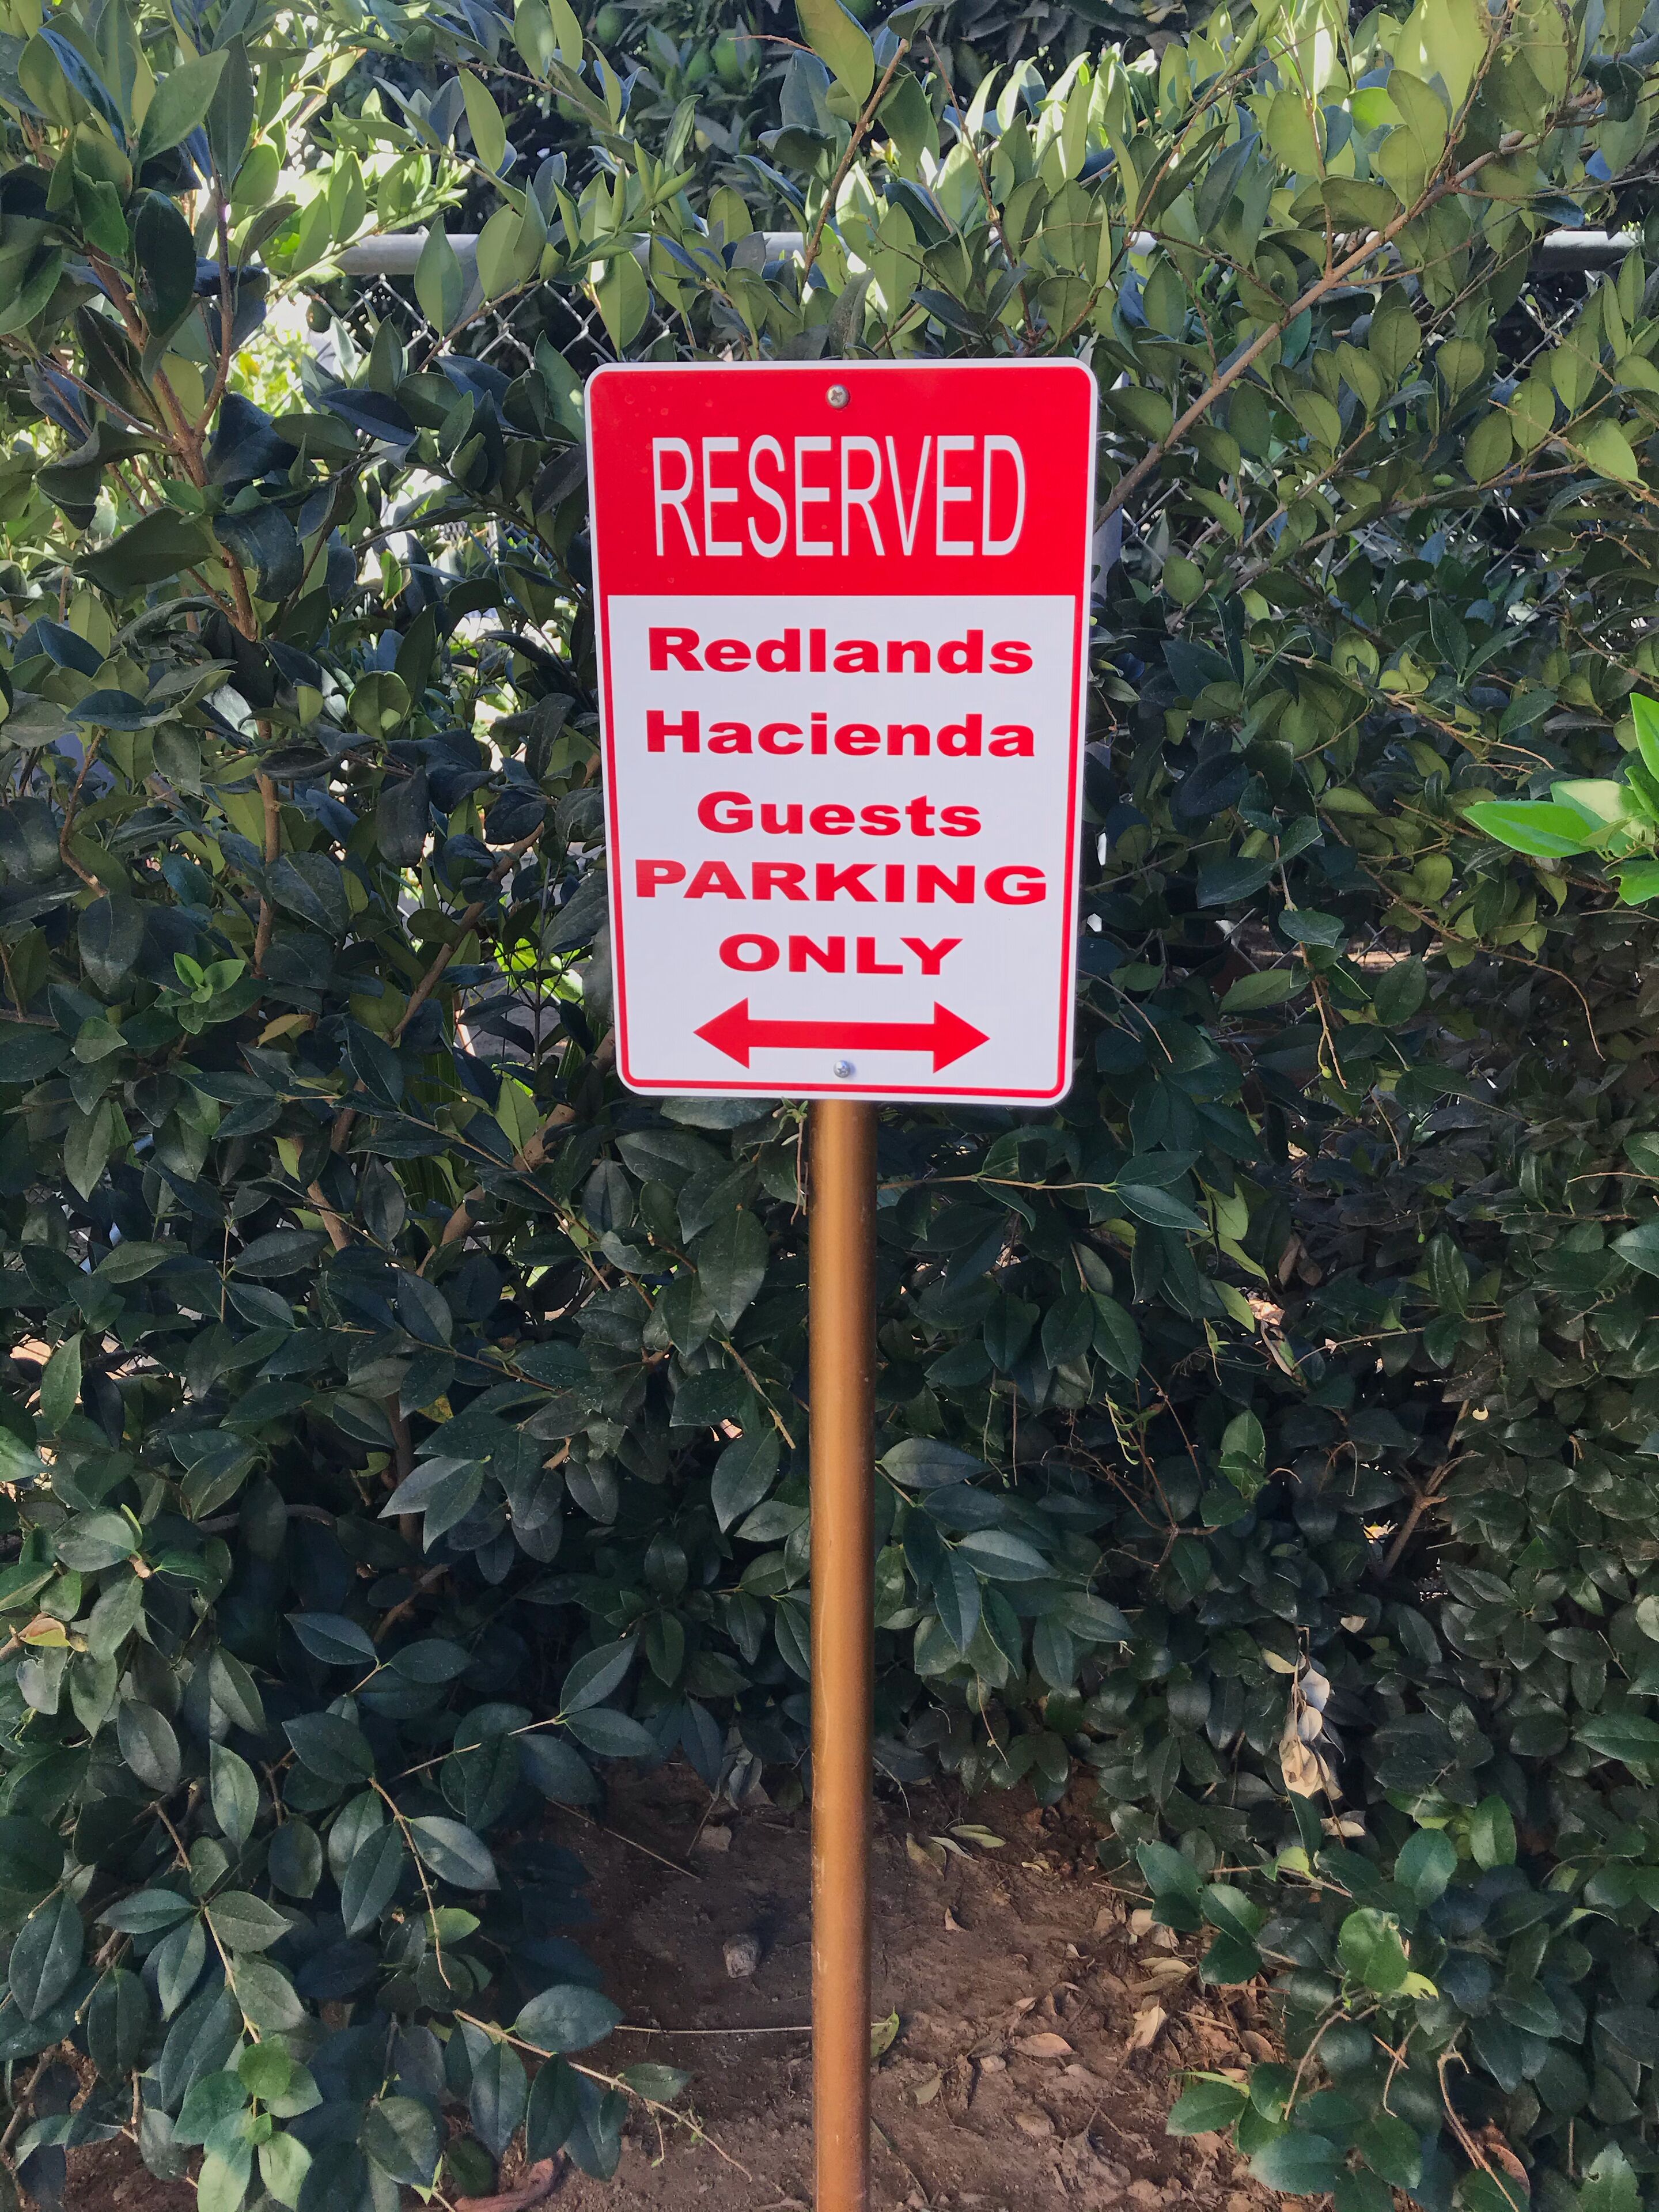 RESERVED
Redlands
Hacienda
Guests
PARKING
ONLY